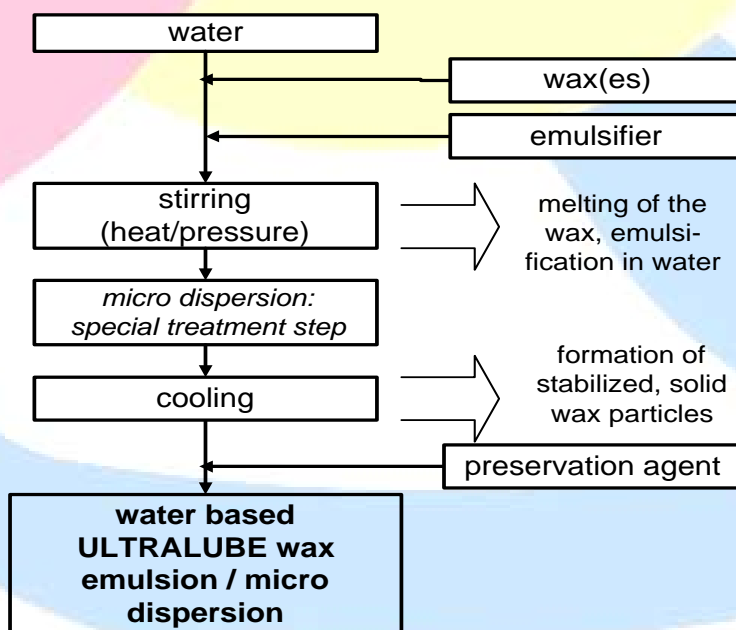 water
wax(es)
emulsifier
stirring
(heat/pressure)
melting of the
wax, emulsi-
fication in water
micro dispersion:
special treatment step
cooling
formation of
stabilized, solid
wax particles
preservation agent
water based
ULTRALUBE wax
emulsion / micro
dispersion